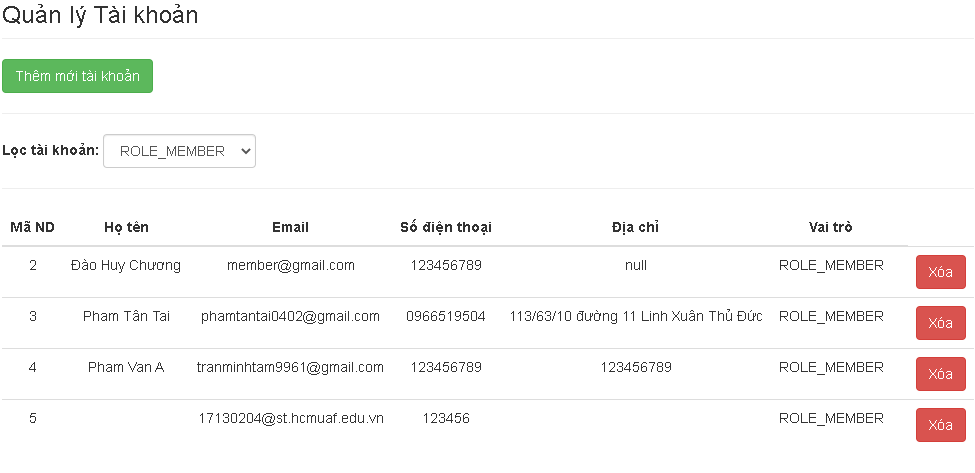 Quản lý Tài khoản
Thêm mới tài khoản
Lọc tài khoản: ROLE_MEMBER
Mã ND Họ tên Email Số điện thoại Địa chỉ Vai trò
2 Đào Huy Chương member@gmail.com 123456789 null ROLE_MEMBER Xóa
3 Pham Tân Tai phamtantai0402@gmail.com 0966519504 113/63/10 đường 11 Linh Xuân Thủ Đức ROLE_MEMBER Xóa
4 Pham Van A tranminhtam9961@gmail.com 123456789 123456789 ROLE_MEMBER Xóa
5 17130204@st.hcmuaf.edu.vn 123456 ROLE_MEMBER Xóa